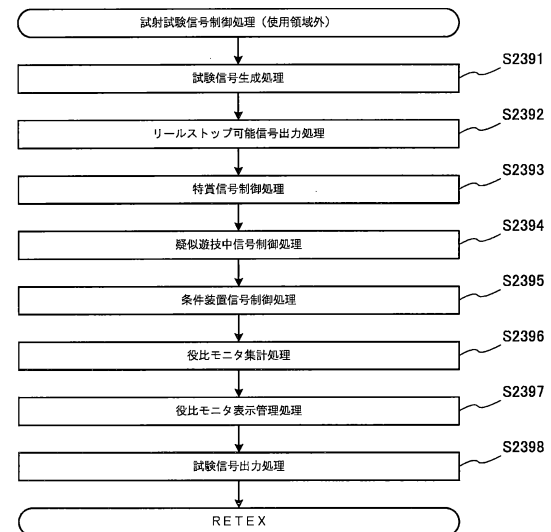 試射試験信号制御処理（使用領域外）
S2391
試験信号生成処理
S2392
リールストップ可能信号出力処理
S2393
特賞信号制御処理
S2394
疑似遊技中信号制御処理
S2395
条件装置信号制御処理
S2396
役比モニタ集計処理
S2397
役比モニタ表示管理処理
S2398
試験信号出力処理
RETEX